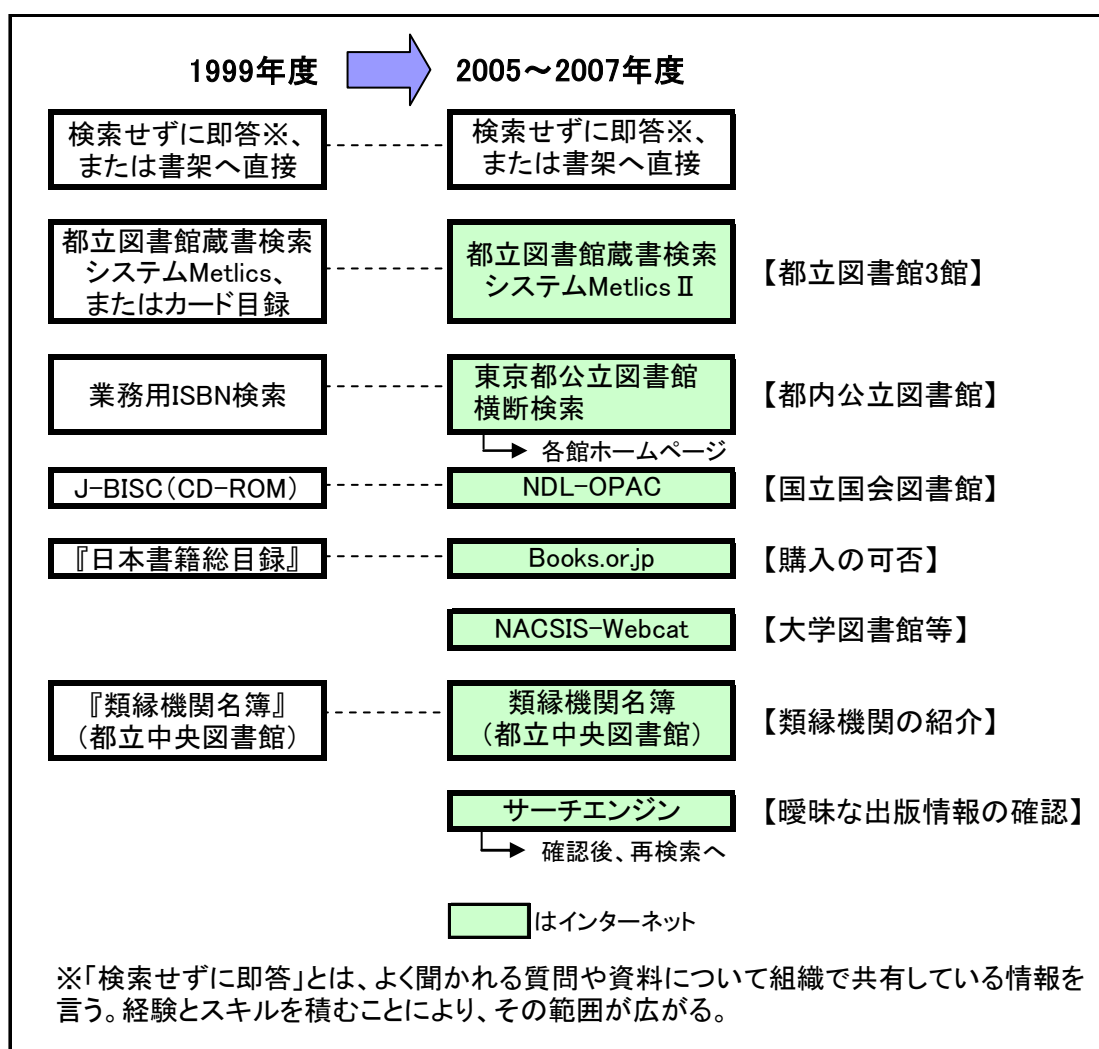 1999年度
2005～2007年度
検索せずに即答※、
または書架へ直接
検索せずに即答※、
または書架へ直接
都立図書館蔵書検索
システムMetlics、
またはカード目録
都立図書館蔵書検索
システムMetlicsⅡ
【都立図書館3館】
業務用ISBN検索
東京都公立図書館
横断検索
【都内公立図書館】
各館ホームページ
J-BISC(CD-ROM)
NDL-OPAC
【国立国会図書館】
『日本書籍総目録』
Books.or.jp
【購入の可否】
NACSIS-Webcat
【大学図書館等】
『類縁機関名簿』
(都立中央図書館)
類縁機関名簿
(都立中央図書館)
【類縁機関の紹介】
サーチエンジン
【曖昧な出版情報の確認】
確認後、再検索へ
はインターネット
※「検索せずに即答」とは、よく聞かれる質問や資料について組織で共有している情報を
言う。経験とスキルを積むことにより、その範囲が広がる。